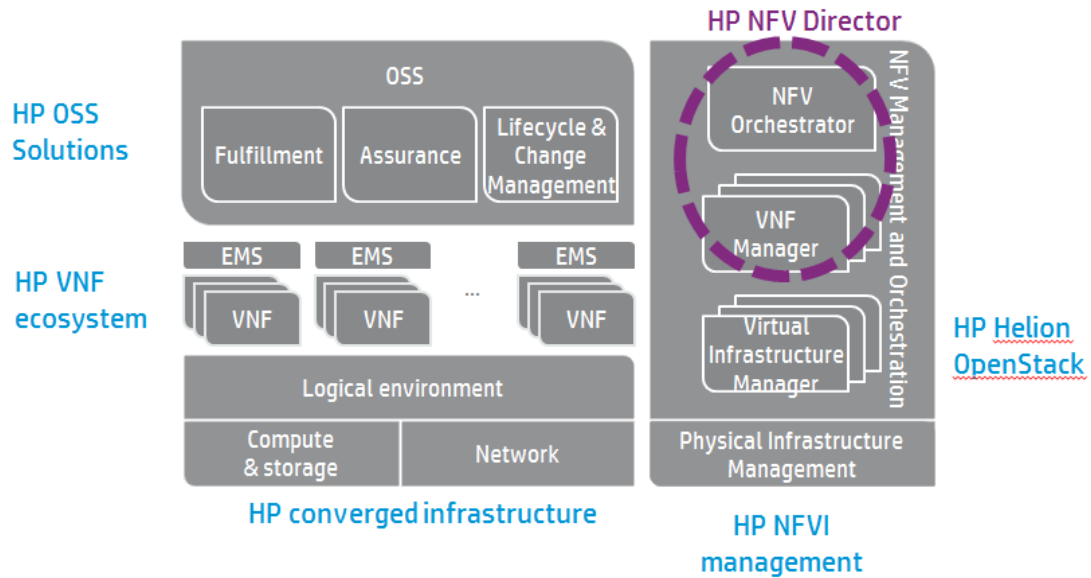 HP NFV Director
OSS
HP OSS
Solutions
Fulfillment
Assurance
Lifecycle &
Change
Management
NFV
Orchestrator
VNF
Manager
NFV Management and Orchestration
EMS
EMS
EMS
HP VNF
ecosystem
VNF
VNF
...
VNF
Virtual
Infrastructure
Manager
HP Helion
OpenStack
Logical environment
Compute
& storage
Network
Physical Infrastructure
Management
HP converged infrastructure
HP NFVI
management